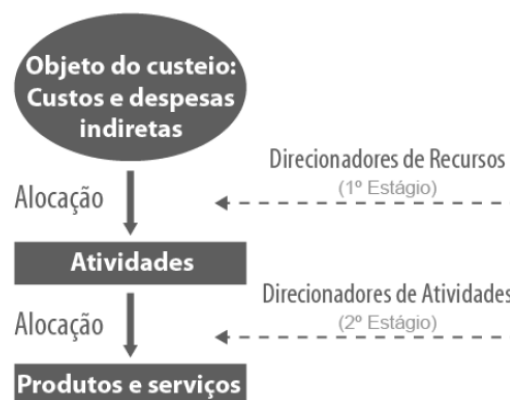 Objeto do custeio:
Custos e despesas
indiretas
Direcionadores de Recursos
(1º Estágio)
Alocação
Atividades
Direcionadores de Atividades
(2º Estágio)
Alocação
Produtos e serviços